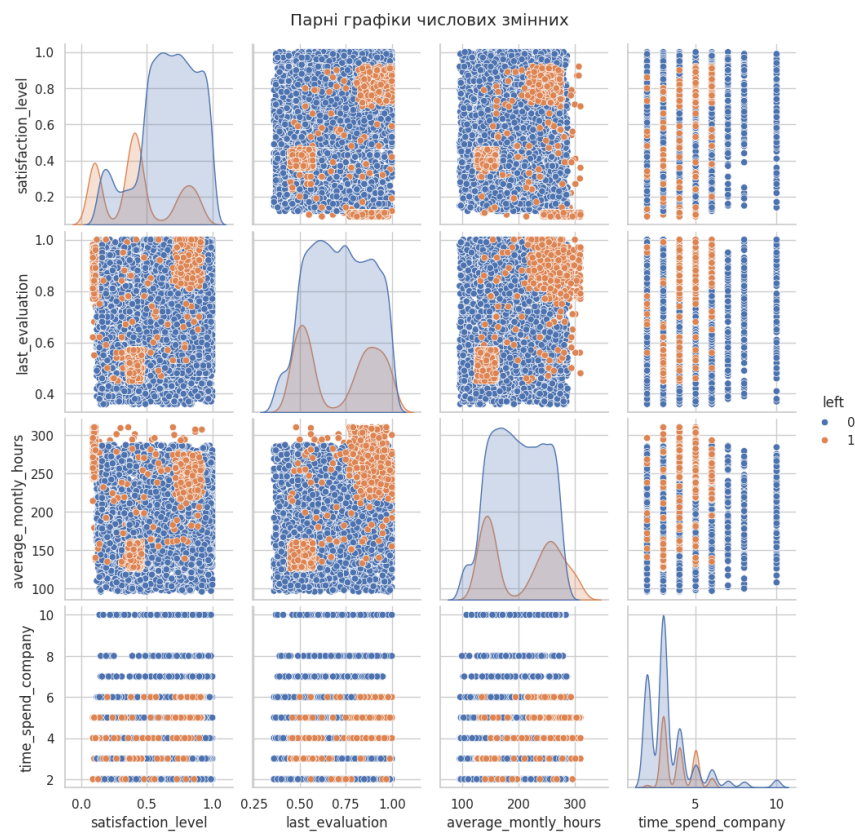 Парні графіки числових змінних
satisfaction_level
1.0
0.8
0.6
0.4
0.2
last_evaluation
1.0
0.8
0.6
0.4
average_montly_hours
300
250
200
150
100
time_spend_company
10
8
6
4
2
0.0 0.5 1.0
satisfaction_level
0.25 0.50 0.75 1.00
last_evaluation
100 200 300
average_montly_hours
5 10
time_spend_company
left
0
1